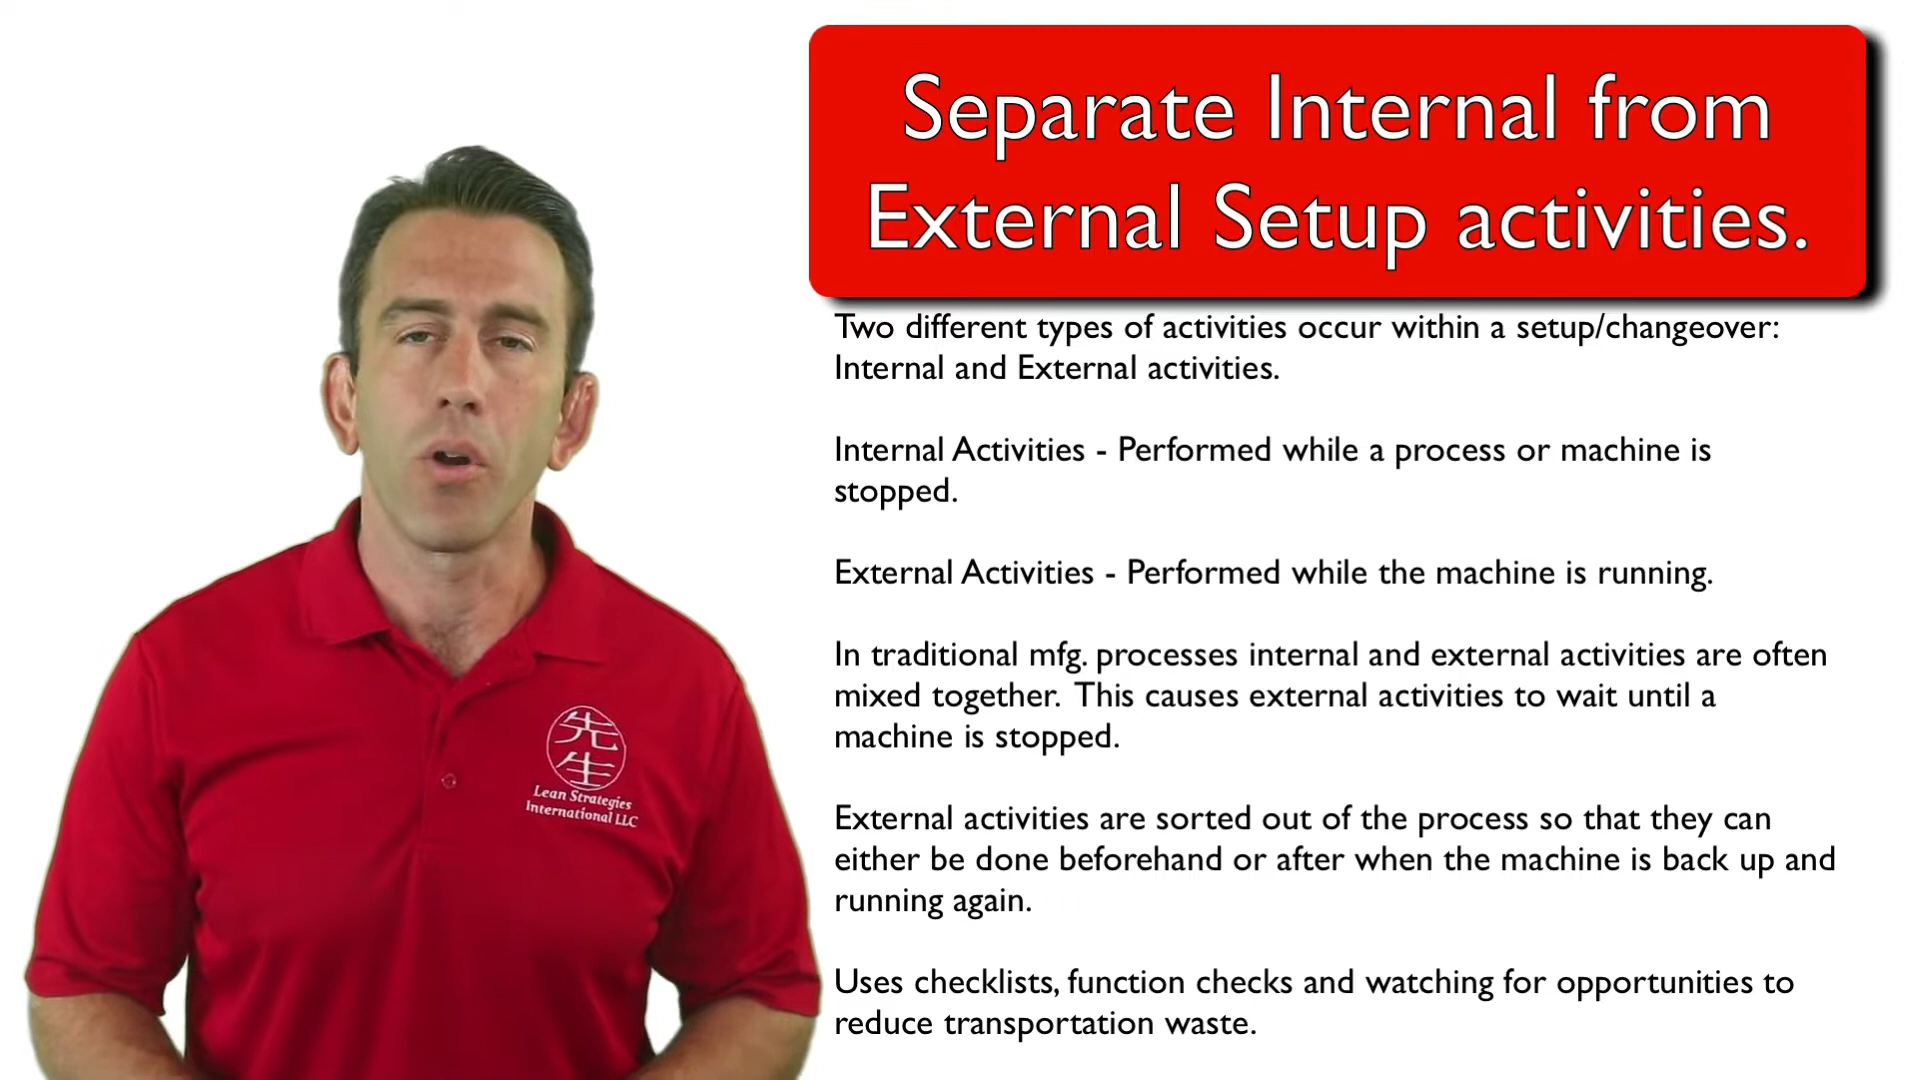 Separate Internal from
External Setup activities.
Two different types of activities occur within a setup/changeover:
Internal and External activities.
Internal Activities - Performed while a process or machine is
stopped.
External Activities - Performed while the machine is running.
In traditional mfg. processes internal and external activities are often
mixed together. This causes external activities to wait until a
machine is stopped.
External activities are sorted out of the process so that they can
either be done beforehand or after when the machine is back up and
running again.
Uses checklists, function checks and watching for opportunities to
reduce transportation waste.
先
生
Lean Strategies
International LLC